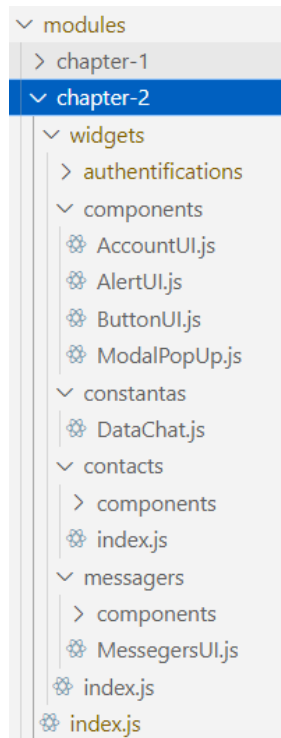 modules
chapter-1
chapter-2
widgets
authentifications
components
AccountUI.js
AlertUI.js
ButtonUI.js
ModalPopUp.js
constantas
DataChat.js
contacts
components
index.js
messagers
components
MessegersUI.js
index.js
index.js